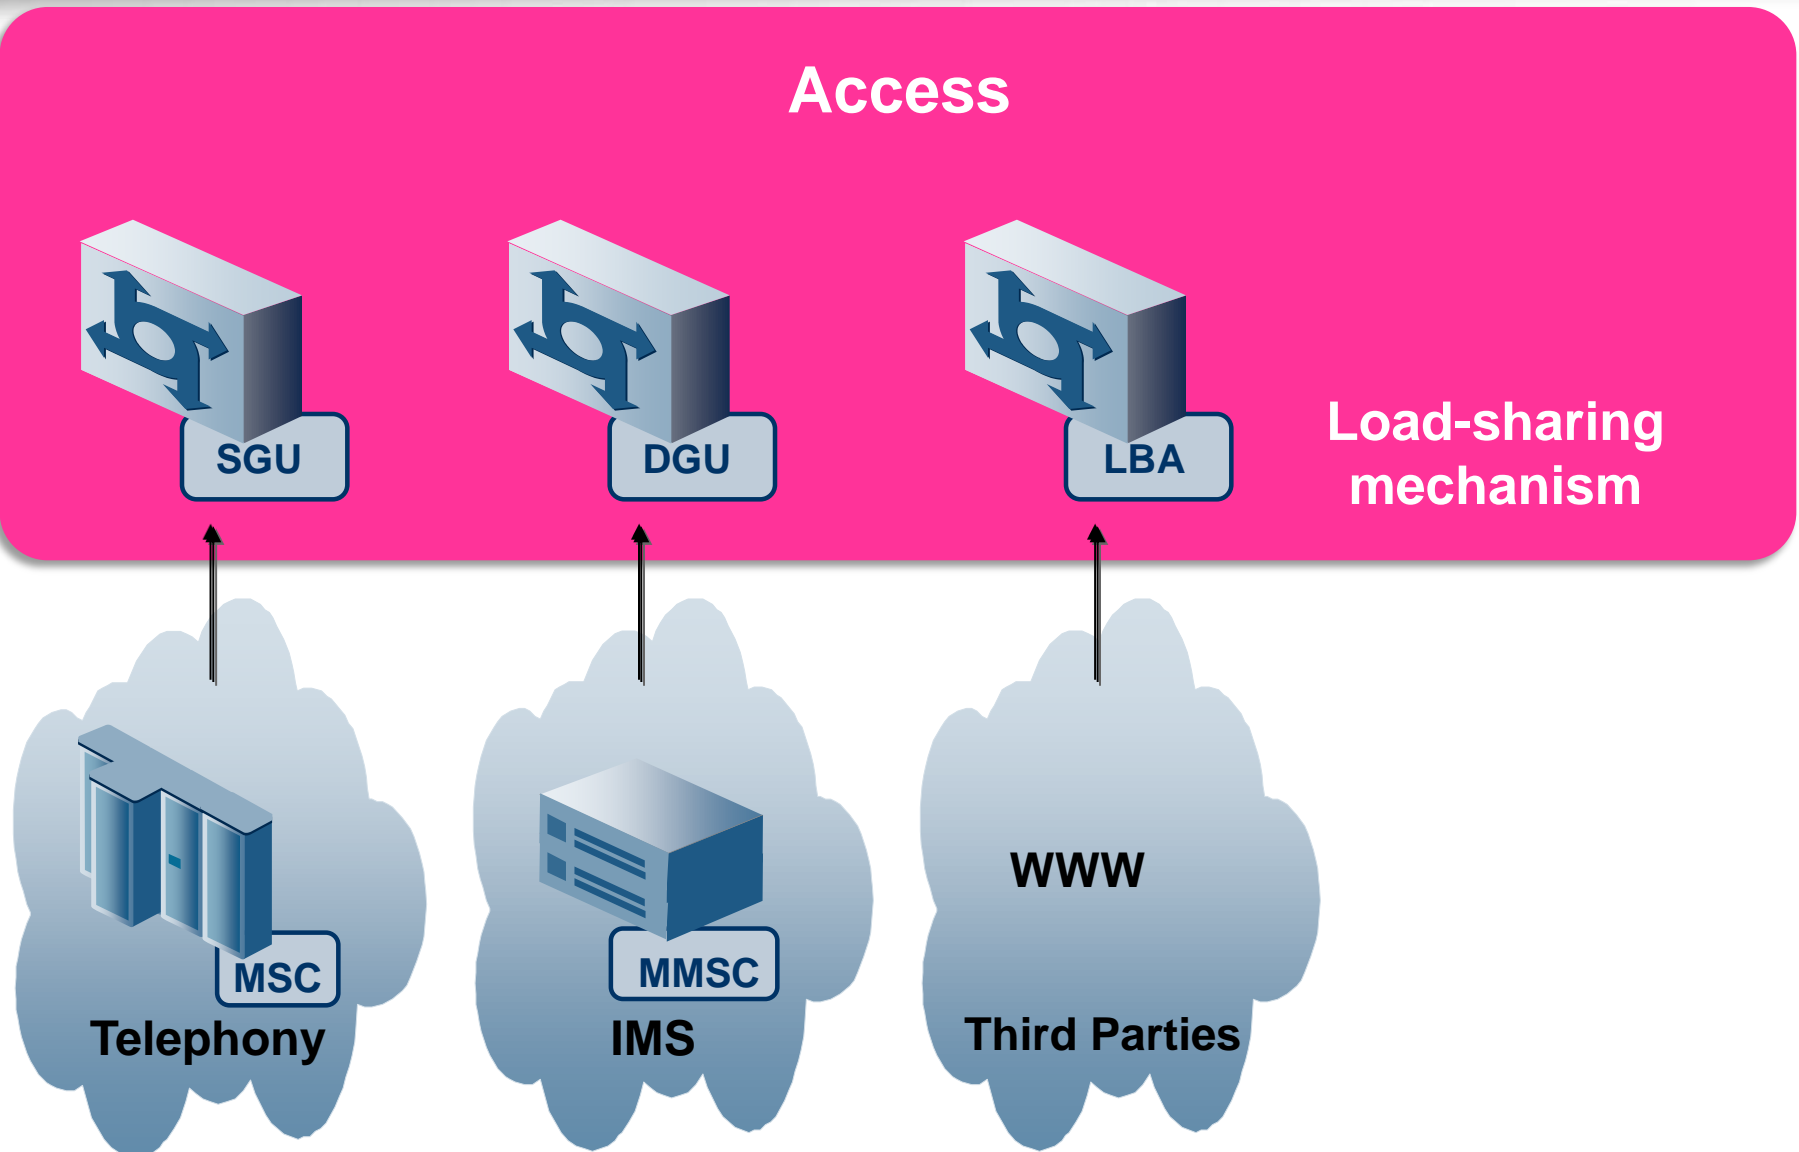 Access
SGU
DGU
LBA
Load-sharing
mechanism
MSC
Telephony
MMSC
IMS
WWW
Third Parties